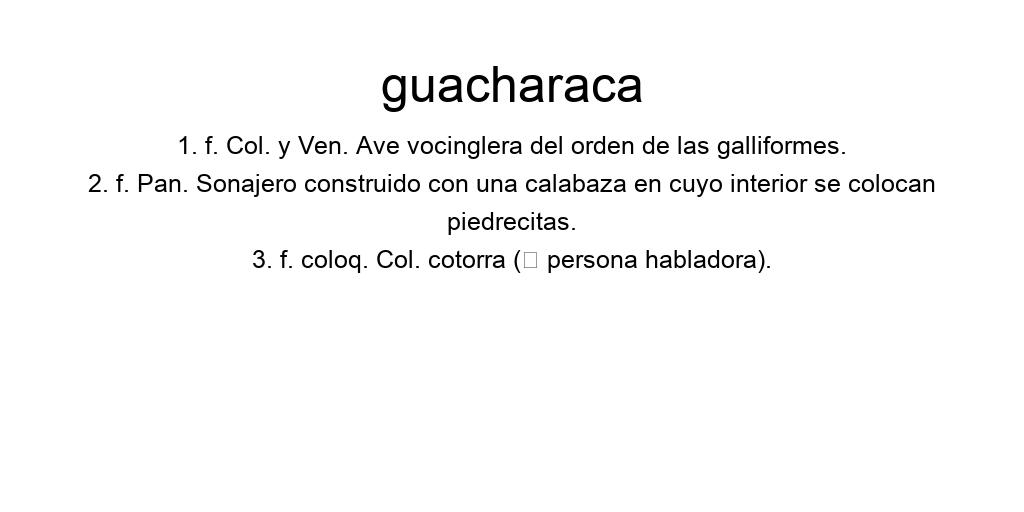 guacharaca
1. f. Col. y Ven. Ave vocinglera del orden de las galliformes.
2. f. Pan. Sonajero construido con una calabaza en cuyo interior se colocan
piedrecitas.
3. f. coloq. Col. cotorra (□ persona habladora).